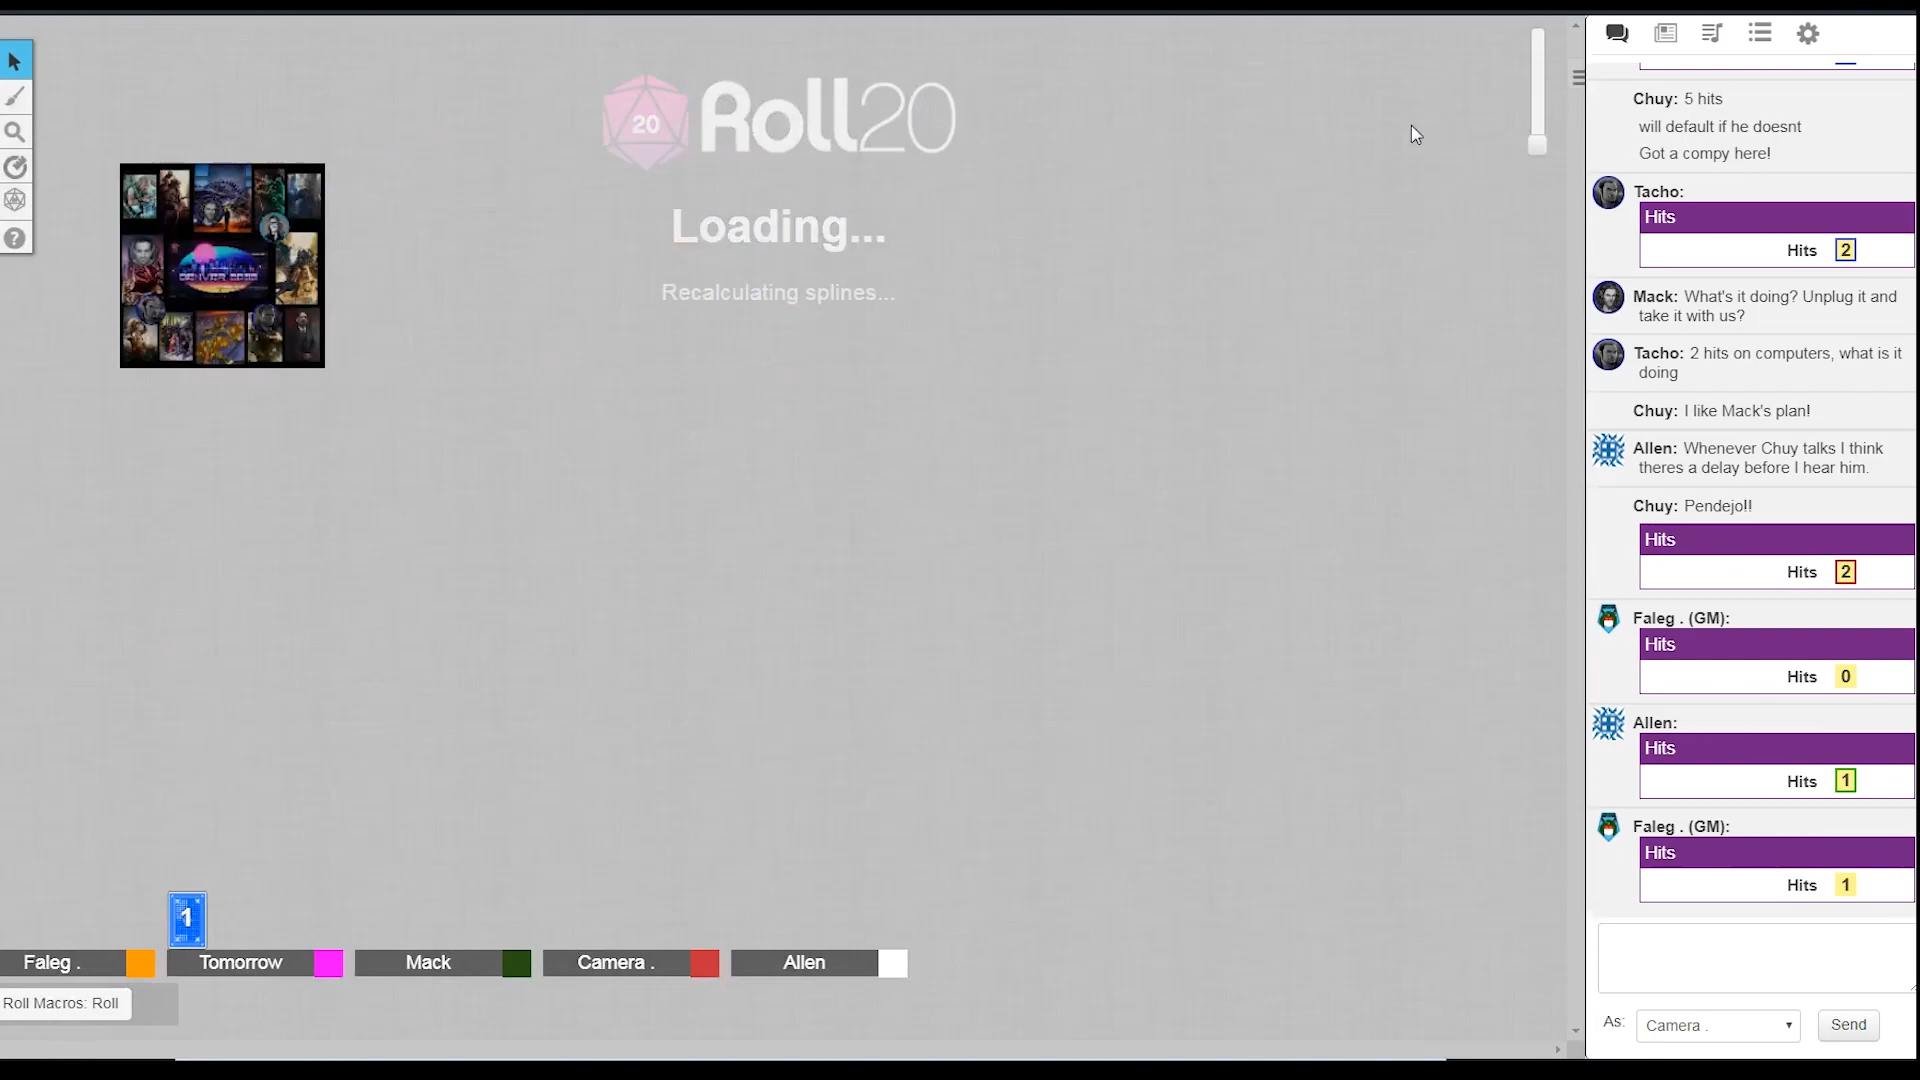 20
Roll20
Loading...
Recalculating splines...
DENVER
1
Faleg .
Tomorrow
Mack
Camera .
Allen
Roll Macros: Roll
Chuy: 5 hits
will default if he doesnt
Got a compy here!
Tacho:
Hits
Hits 2
Mack: What's it doing? Unplug it and
take it with us?
Tacho: 2 hits on computers, what is it
doing
Chuy: I like Mack's plan!
Allen: Whenever Chuy talks I think
theres a delay before I hear him.
Chuy: Pendejo!!
Hits
Hits 2
Faleg . (GM):
Hits
Hits 0
Allen:
Hits
Hits 1
Faleg . (GM):
Hits
Hits 1
As: Camera .
Send